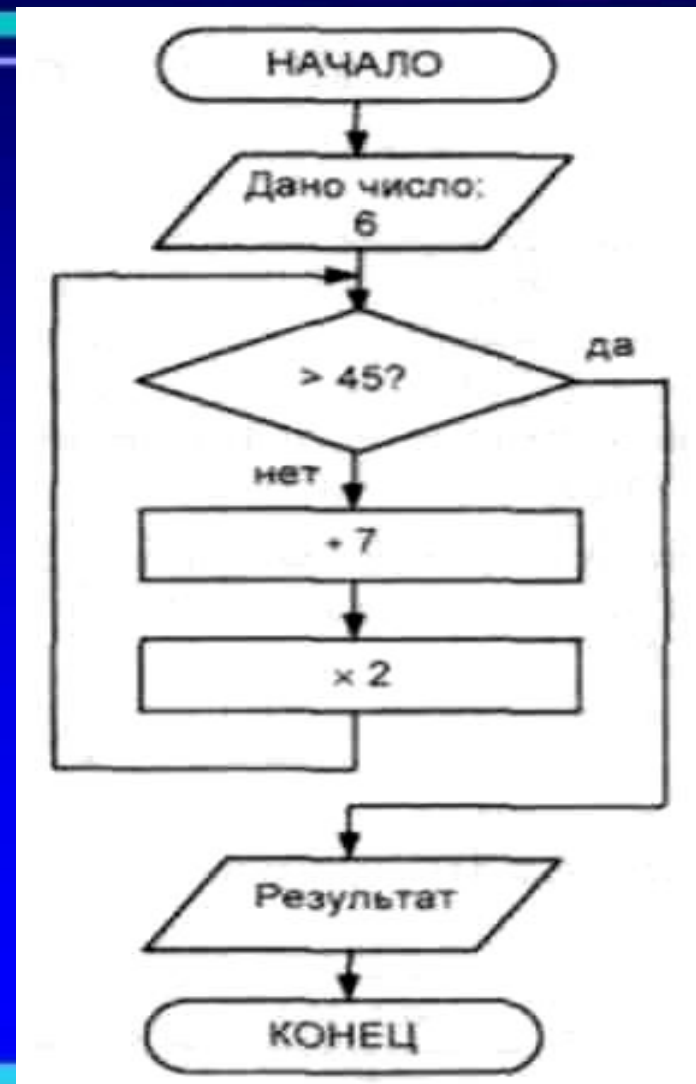 НАЧАЛО
Дано число:
6
> 45?
да
нет
+ 7
× 2
Результат
КОНЕЦ